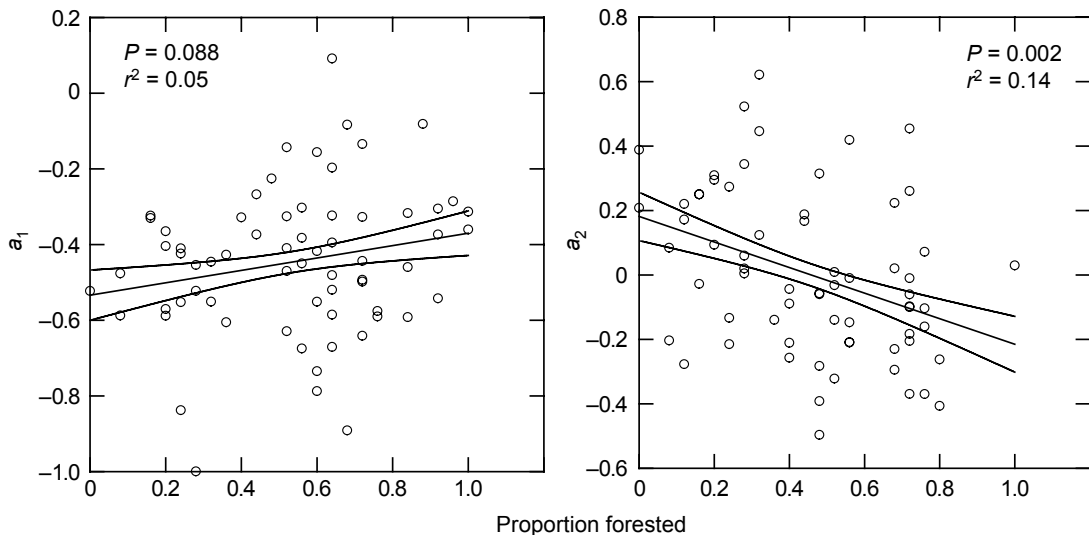 P = 0.088
r² = 0.05
0.2
0
–0.2
–0.4
–0.6
–0.8
–1.0
a₁
0 0.2 0.4 0.6 0.8 1.0
P = 0.002
r² = 0.14
0.8
0.6
0.4
0.2
0
–0.2
–0.4
–0.6
a₂
0 0.2 0.4 0.6 0.8 1.0
Proportion forested